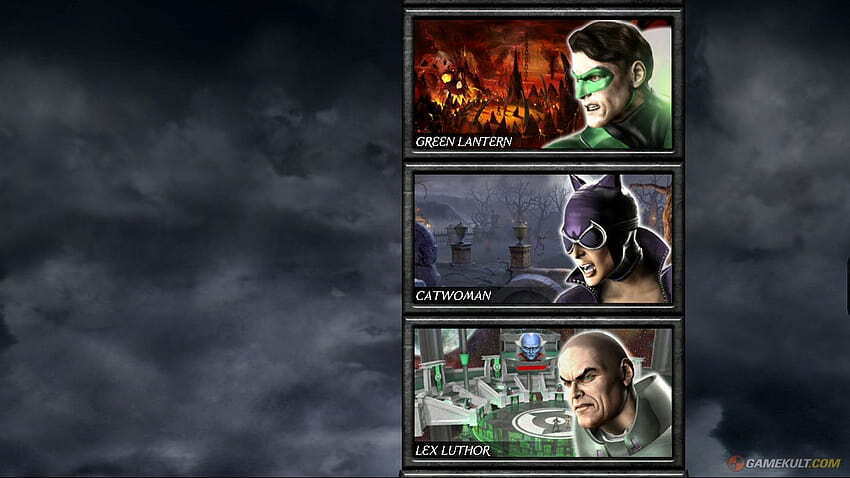 GREEN LANTERN
CATWOMAN
LEX LUTHOR
GAMEKULT.COM